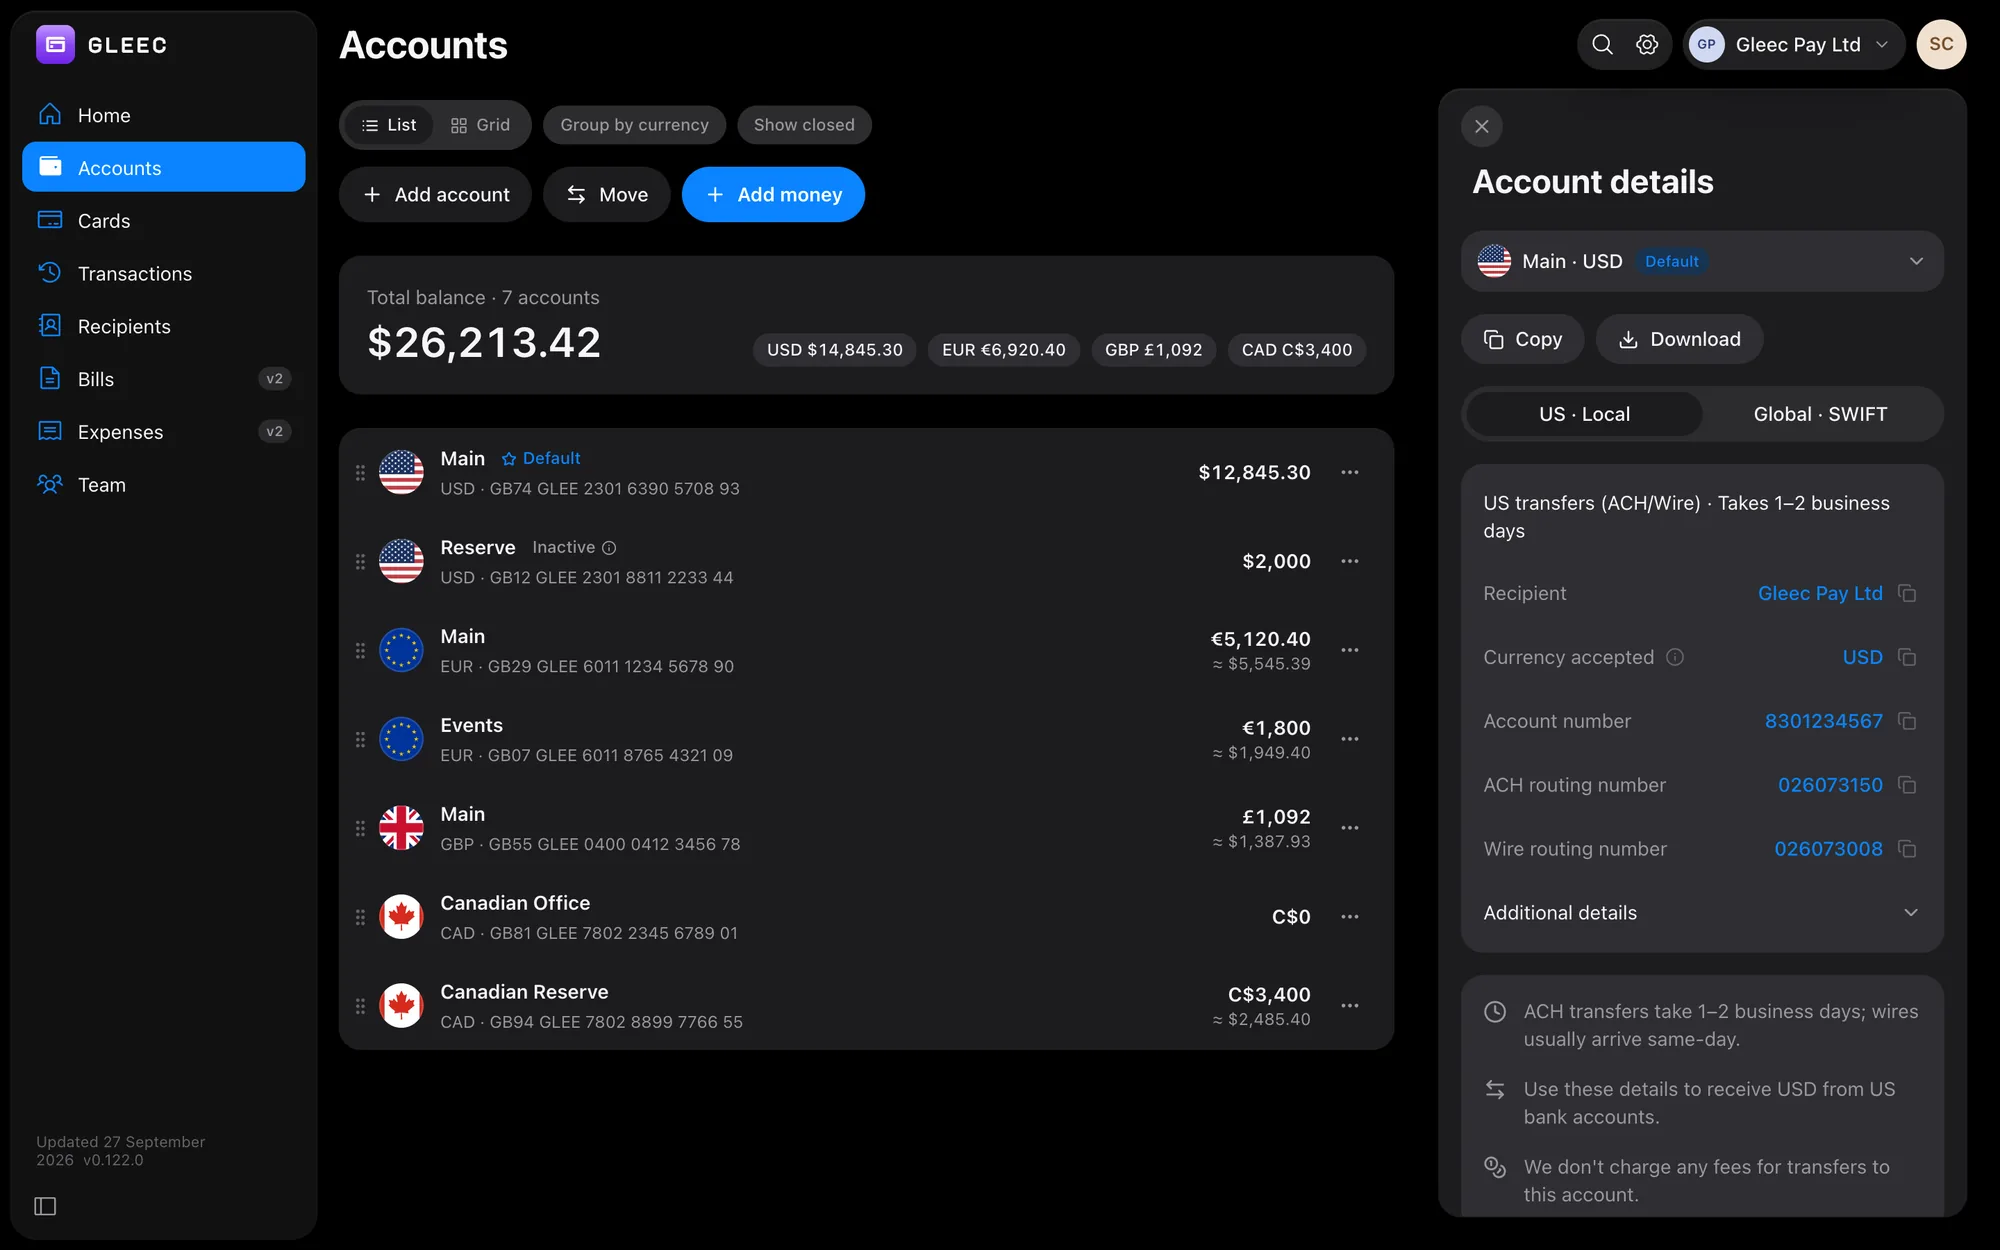 GLEEC
Home
Accounts
Cards
Transactions
Recipients
Bills v2
Expenses v2
Team
Updated 27 September
2026 v0.122.0
Accounts
GP Gleec Pay Ltd
SC
List Grid Group by currency Show closed
Add account Move Add money
Total balance · 7 accounts
$26,213.42
USD $14,845.30 EUR €6,920.40 GBP £1,092 CAD C$3,400
Main Default
USD · GB74 GLEE 2301 6390 5708 93
$12,845.30
Reserve Inactive
USD · GB12 GLEE 2301 8811 2233 44
$2,000
Main
EUR · GB29 GLEE 6011 1234 5678 90
€5,120.40
≈ $5,545.39
Events
EUR · GB07 GLEE 6011 8765 4321 09
€1,800
≈ $1,949.40
Main
GBP · GB55 GLEE 0400 0412 3456 78
£1,092
≈ $1,387.93
Canadian Office
CAD · GB81 GLEE 7802 2345 6789 01
C$0
Canadian Reserve
CAD · GB94 GLEE 7802 8899 7766 55
C$3,400
≈ $2,485.40
Account details
Main · USD Default
Copy Download
US · Local Global · SWIFT
US transfers (ACH/Wire) · Takes 1–2 business
days
Recipient Gleec Pay Ltd
Currency accepted USD
Account number 8301234567
ACH routing number 026073150
Wire routing number 026073008
Additional details
ACH transfers take 1–2 business days; wires
usually arrive same-day.
Use these details to receive USD from US
bank accounts.
We don't charge any fees for transfers to
this account.